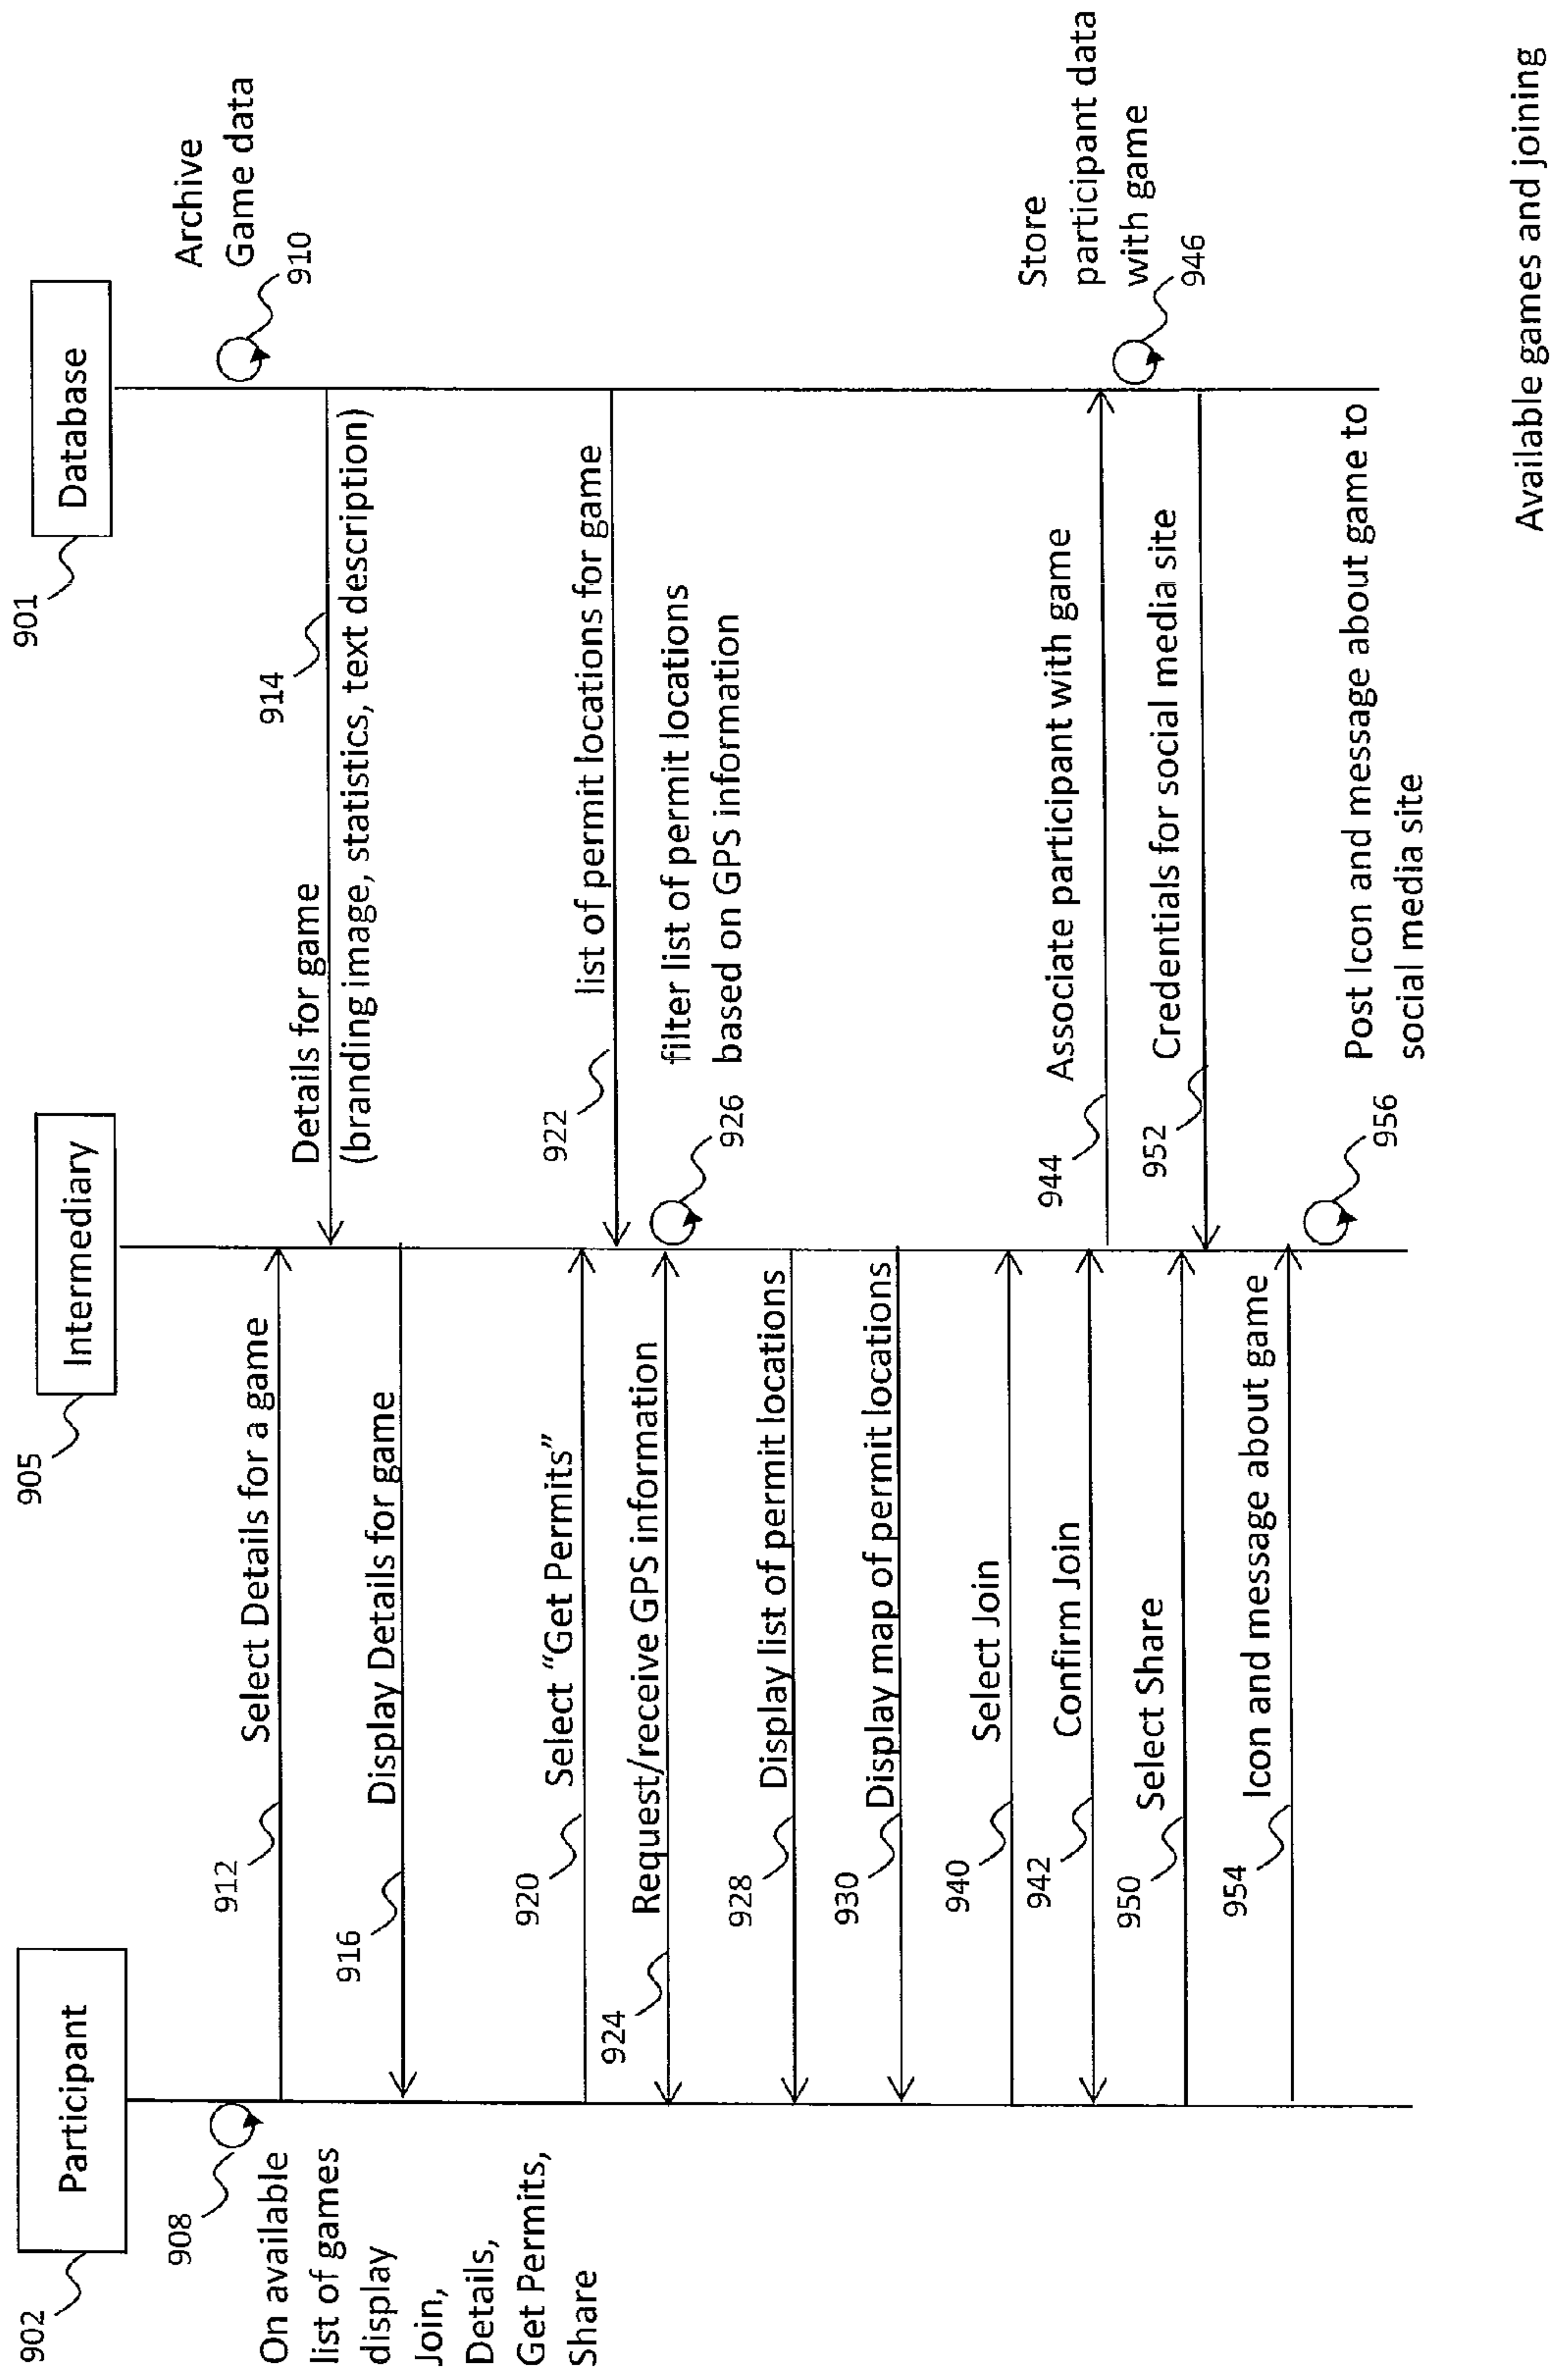 902
Participant
905
Intermediary
901
Database
908
On available
list of games
display
Join,
Details,
Get Permits,
Share
Archive
Game data
910
912
Select Details for a game
914
Details for game
(branding image, statistics, text description)
916
Display Details for game
920
Select “Get Permits”
922
list of permit locations for game
924
Request/receive GPS information
926
filter list of permit locations
based on GPS information
928
Display list of permit locations
930
Display map of permit locations
940
Select Join
942
Confirm Join
944
Associate participant with game
Store
participant data
with game
946
950
Select Share
952
Credentials for social media site
954
Icon and message about game
956
Post Icon and message about game to
social media site
Available games and joining